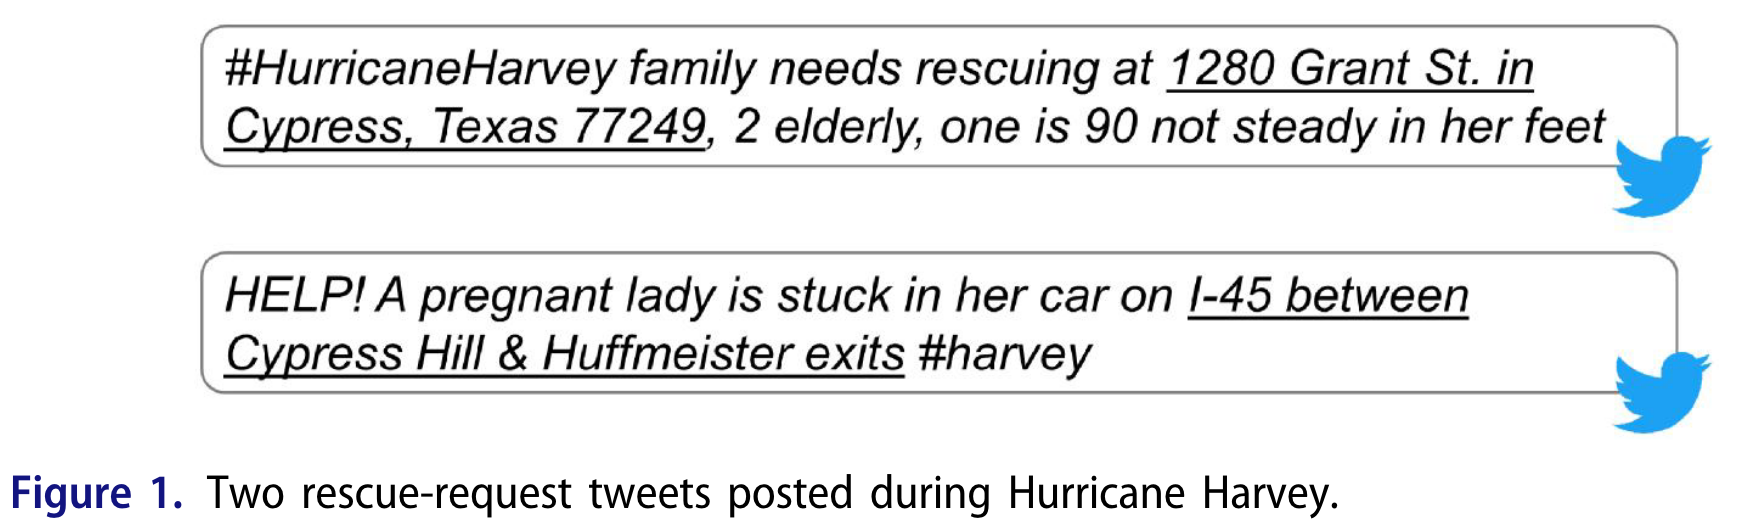 #HurricaneHarvey family needs rescuing at 1280 Grant St. in
Cypress, Texas 77249, 2 elderly, one is 90 not steady in her feet
HELP! A pregnant lady is stuck in her car on I-45 between
Cypress Hill & Huffmeister exits #harvey
Figure 1. Two rescue-request tweets posted during Hurricane Harvey.